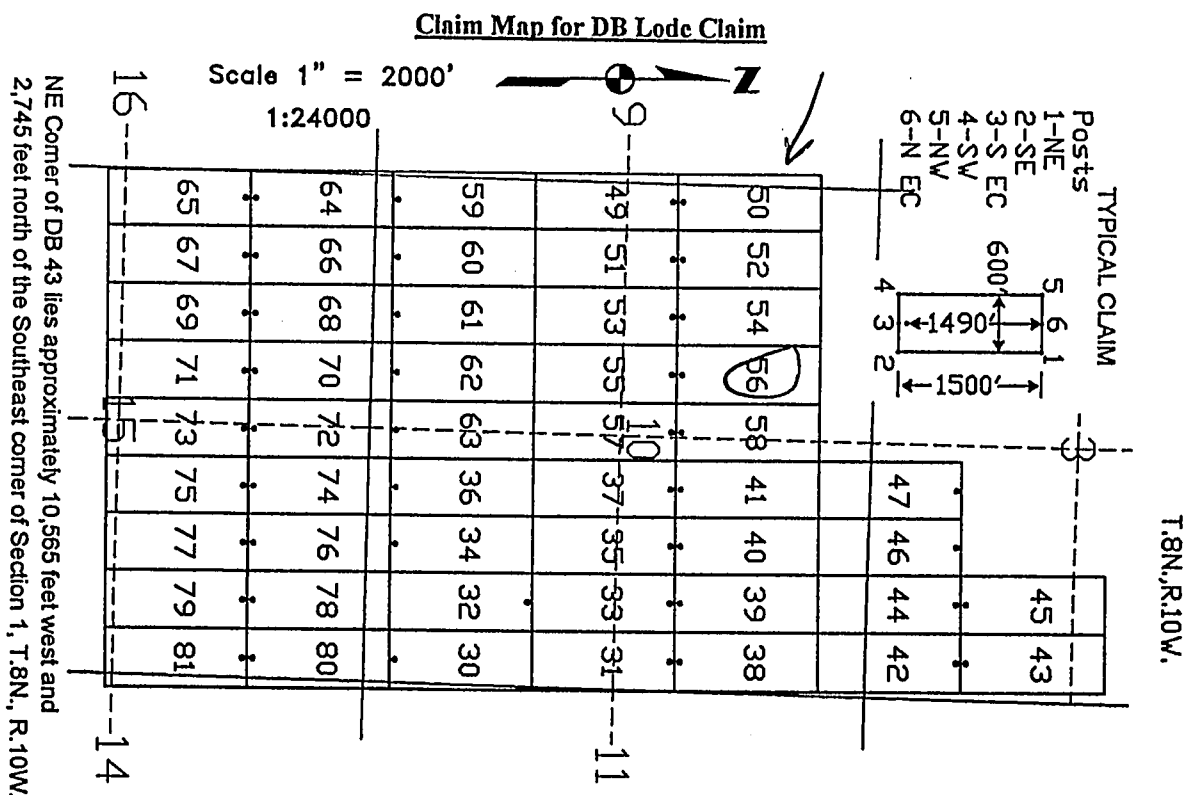 Claim Map for DB Lode Claim
Scale 1" = 2000'
1:24000
N
T.8N.,R.10W.
TYPICAL CLAIM
Posts
1-NE
2-SE
3-S EC
4-SW
5-NW
6-N EC
600'
1490'
1500'
5 6 1
4 3 2
3
16 9
15 10
14 11
45 43
47 46 44 42
50 52 54 56 58 41 40 39 38
49 51 53 55 57 37 35 33 31
59 60 61 62 63 36 34 32 30
64 66 68 70 72 74 76 78 80
65 67 69 71 73 75 77 79 81
NE Corner of DB 43 lies approximately 10,565 feet west and
2,745 feet north of the Southeast corner of Section 1, T.8N., R.10W.